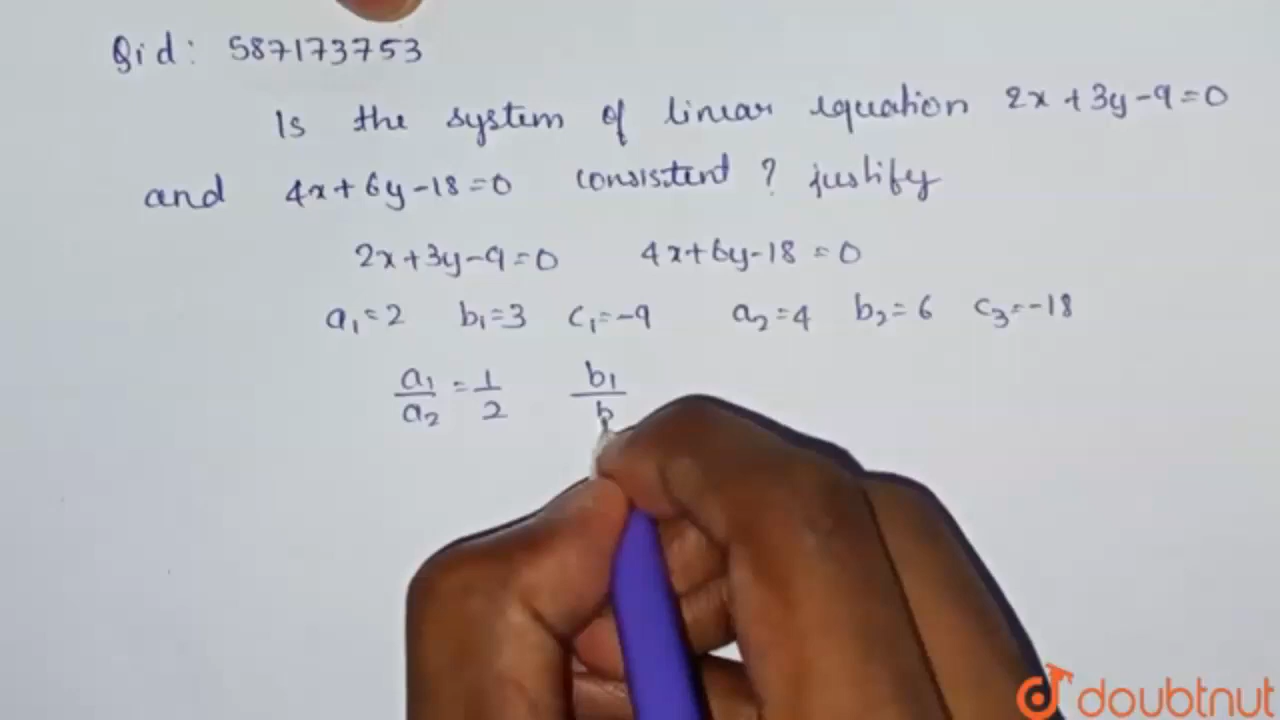 Qid: 587173753
Is the system of linear equation 2x+3y-9=0
and 4x+6y-18=0 consistent? justify
2x+3y-9=0 4x+6y-18=0
a₁=2 b₁=3 c₁=-9 a₂=4 b₂=6 c₃=-18
a₁/a₂ = 1/2 b₁/b
doubtnut